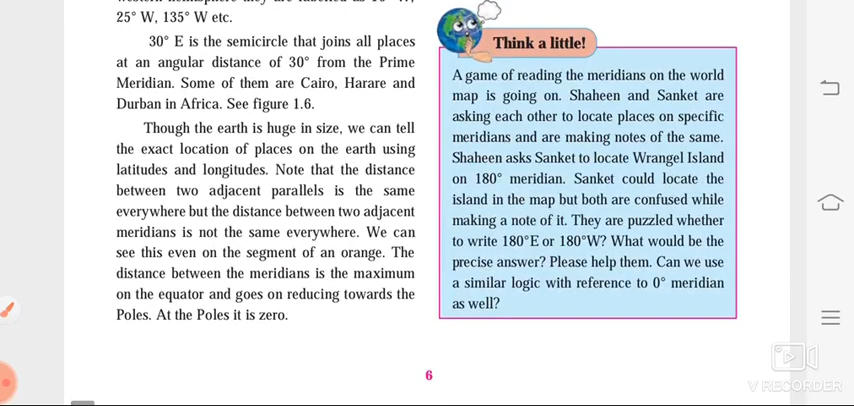 25° W, 135° W etc.
30° E is the semicircle that joins all places
at an angular distance of 30° from the Prime
Meridian. Some of them are Cairo, Harare and
Durban in Africa. See figure 1.6.
Though the earth is huge in size, we can tell
the exact location of places on the earth using
latitudes and longitudes. Note that the distance
between two adjacent parallels is the same
everywhere but the distance between two adjacent
meridians is not the same everywhere. We can
see this even on the segment of an orange. The
distance between the meridians is the maximum
on the equator and goes on reducing towards the
Poles. At the Poles it is zero.
Think a little!
A game of reading the meridians on the world
map is going on. Shaheen and Sanket are
asking each other to locate places on specific
meridians and are making notes of the same.
Shaheen asks Sanket to locate Wrangel Island
on 180° meridian. Sanket could locate the
island in the map but both are confused while
making a note of it. They are puzzled whether
to write 180°E or 180°W? What would be the
precise answer? Please help them. Can we use
a similar logic with reference to 0° meridian
as well?
6
V RECORDER